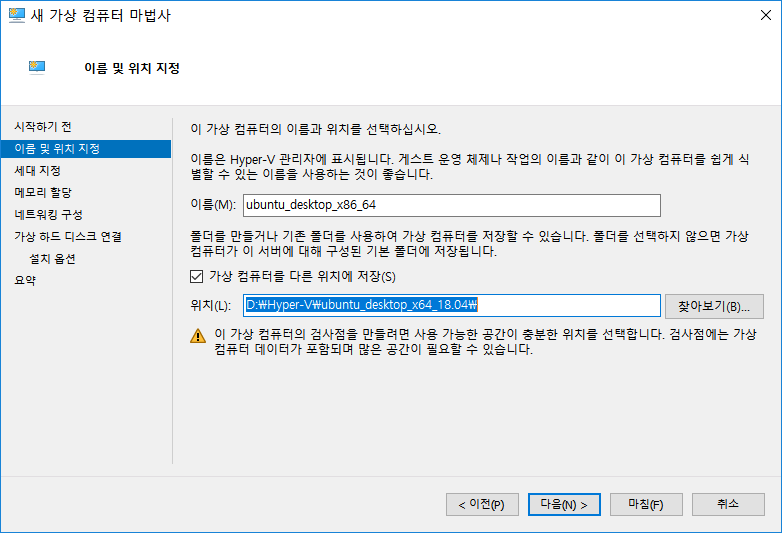 새 가상 컴퓨터 마법사
이름 및 위치 지정
시작하기 전
이름 및 위치 지정
세대 지정
메모리 할당
네트워킹 구성
가상 하드 디스크 연결
설치 옵션
요약
이 가상 컴퓨터의 이름과 위치를 선택하십시오.
이름은 Hyper-V 관리자에 표시됩니다. 게스트 운영 체제나 작업의 이름과 같이 이 가상 컴퓨터를 쉽게 식
별할 수 있는 이름을 사용하는 것이 좋습니다.
이름(M): ubuntu_desktop_x86_64
폴더를 만들거나 기존 폴더를 사용하여 가상 컴퓨터를 저장할 수 있습니다. 폴더를 선택하지 않으면 가상
컴퓨터가 이 서버에 대해 구성된 기본 폴더에 저장됩니다.
가상 컴퓨터를 다른 위치에 저장(S)
위치(L): D:₩Hyper-V₩ubuntu_desktop_x64_18.04₩ 찾아보기(B)...
이 가상 컴퓨터의 검사점을 만들려면 사용 가능한 공간이 충분한 위치를 선택합니다. 검사점에는 가상
컴퓨터 데이터가 포함되며 많은 공간이 필요할 수 있습니다.
< 이전(P) 다음(N) > 마침(F) 취소